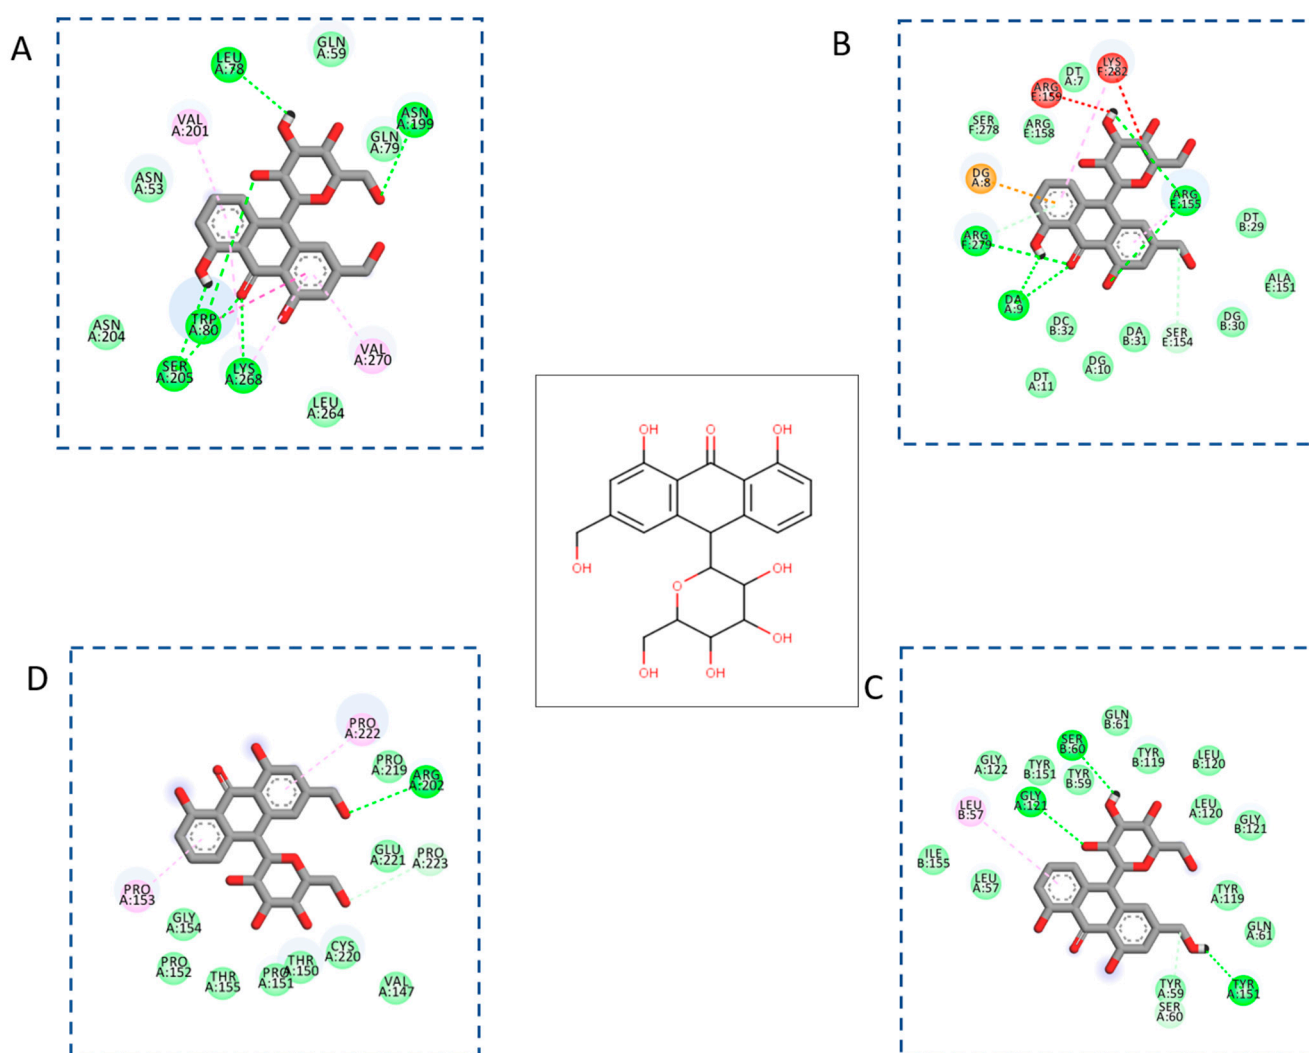 A
LEU
A:78
GLN
A:59
ASN
A:199
VAL
A:201
GLN
A:79
ASN
A:53
TRP
A:80
ASN
A:204
SER
A:205
LYS
A:268
VAL
A:270
LEU
A:264
B
LYS
F:282
DT
A:7
ARG
E:159
SER
F:278
ARG
E:158
DG
A:8
ARG
E:155
ARG
F:279
DT
B:29
DA
A:9
ALA
E:151
DC
B:32
DA
B:31
SER
E:154
DG
B:30
DG
A:10
DT
A:11
OH
O
OH
OH
O
OH
OH
OH
OH
D
PRO
A:222
PRO
A:219
ARG
A:202
GLU
A:221
PRO
A:223
PRO
A:153
GLY
A:154
PRO
A:152
THR
A:155
PRO
A:151
THR
A:150
CYS
A:220
VAL
A:147
C
GLN
B:61
SER
B:60
GLY
A:122
TYR
B:151
TYR
B:59
TYR
B:119
LEU
B:120
GLY
A:121
LEU
B:57
LEU
A:120
GLY
B:121
ILE
B:155
LEU
A:57
TYR
A:119
GLN
A:61
TYR
A:59
SER
A:60
TYR
A:151